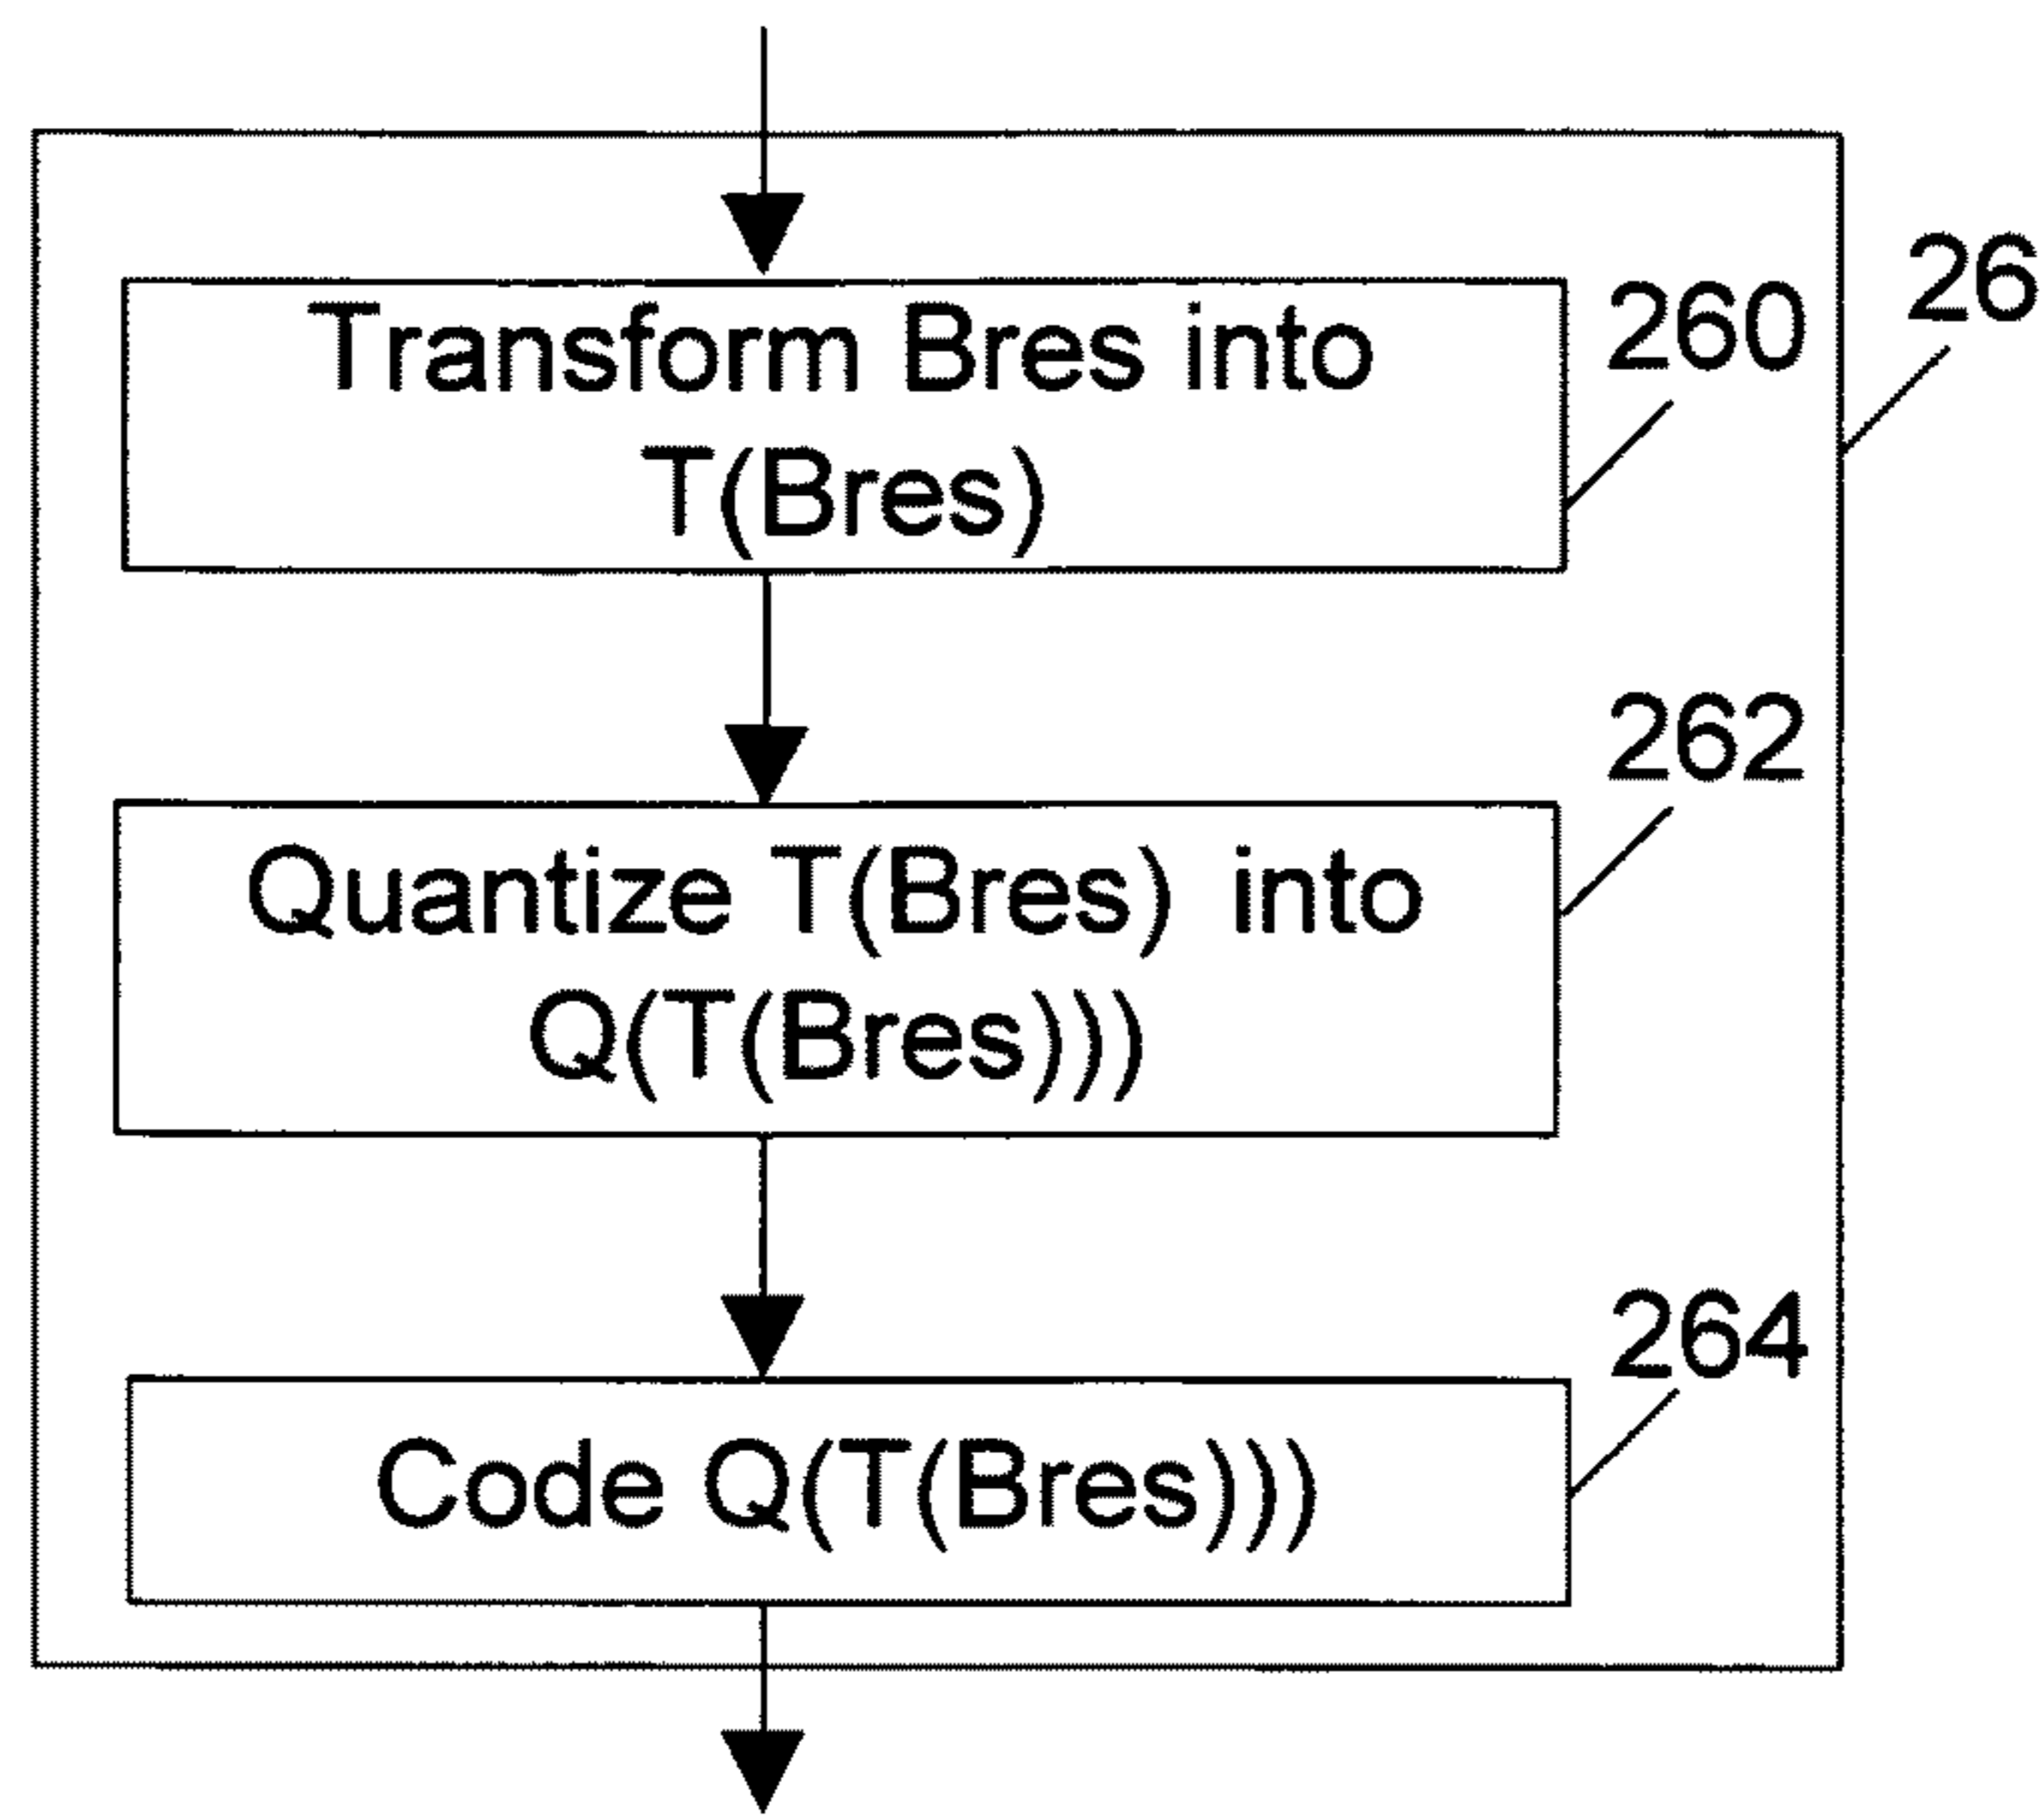 26
Transform Bres into
T(Bres)
260
Quantize T(Bres) into
Q(T(Bres)))
262
Code Q(T(Bres)))
264